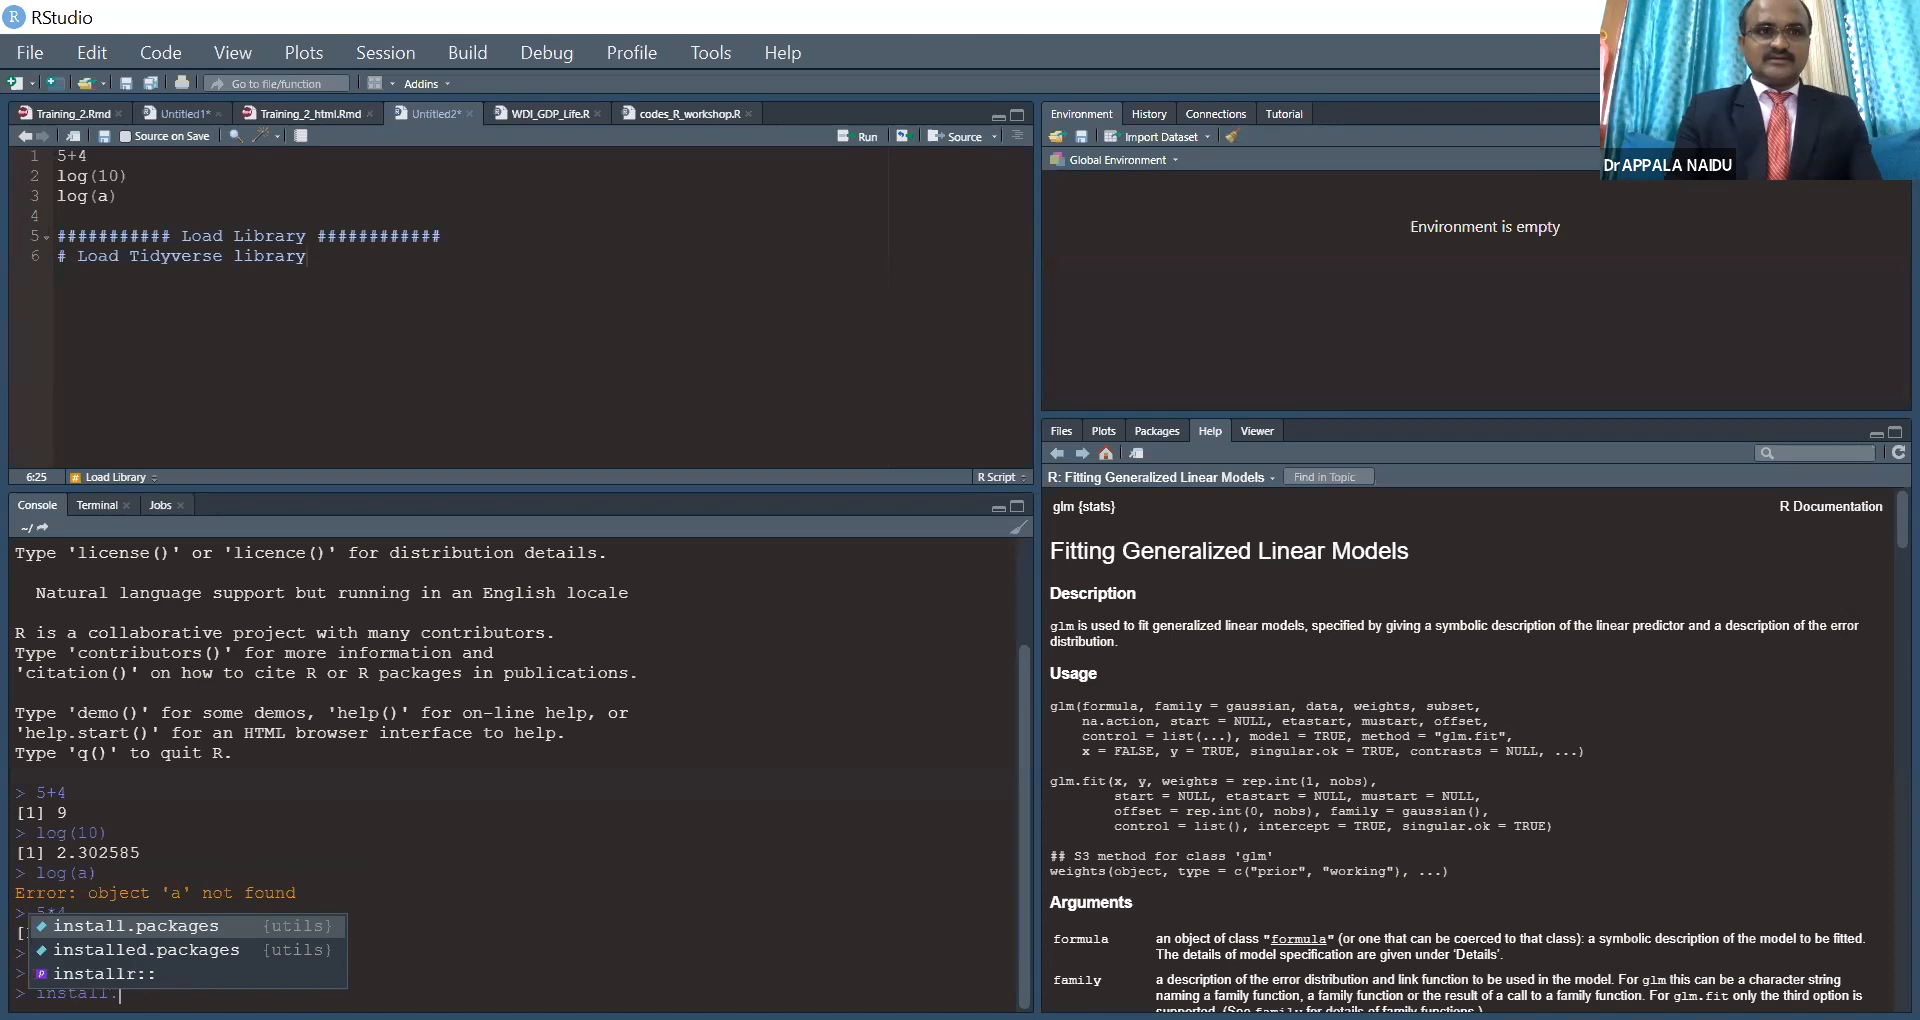 RStudio
File Edit Code View Plots Session Build Debug Profile Tools Help
Go to file/function Addins
Training_2.Rmd Untitled1* Training_2_html.Rmd Untitled2* WDI_GDP_Life.R codes_R_workshop.R
Source on Save Run Source
1 5+4
2 log(10)
3 log(a)
4
5 ########### Load Library ############
6 # Load Tidyverse library
6:25 Load Library R Script
Console Terminal Jobs
~/
Type 'license()' or 'licence()' for distribution details.
Natural language support but running in an English locale
R is a collaborative project with many contributors.
Type 'contributors()' for more information and
'citation()' on how to cite R or R packages in publications.
Type 'demo()' for some demos, 'help()' for on-line help, or
'help.start()' for an HTML browser interface to help.
Type 'q()' to quit R.
> 5+4
[1] 9
> log(10)
[1] 2.302585
> log(a)
Error: object 'a' not found
> 5*4
[
>
>
install.packages {utils}
installed.packages {utils}
installr::
> install.
Environment History Connections Tutorial
Import Dataset
Global Environment
Environment is empty
Dr APPALA NAIDU
Files Plots Packages Help Viewer
R: Fitting Generalized Linear Models Find in Topic
glm {stats} R Documentation
Fitting Generalized Linear Models
Description
glm is used to fit generalized linear models, specified by giving a symbolic description of the linear predictor and a description of the error
distribution.
Usage
glm(formula, family = gaussian, data, weights, subset,
na.action, start = NULL, etastart, mustart, offset,
control = list(...), model = TRUE, method = "glm.fit",
x = FALSE, y = TRUE, singular.ok = TRUE, contrasts = NULL, ...)
glm.fit(x, y, weights = rep.int(1, nobs),
start = NULL, etastart = NULL, mustart = NULL,
offset = rep.int(0, nobs), family = gaussian(),
control = list(), intercept = TRUE, singular.ok = TRUE)
## S3 method for class 'glm'
weights(object, type = c("prior", "working"), ...)
Arguments
formula an object of class "formula" (or one that can be coerced to that class): a symbolic description of the model to be fitted.
The details of model specification are given under ‘Details’.
family a description of the error distribution and link function to be used in the model. For glm this can be a character string
naming a family function, a family function or the result of a call to a family function. For glm.fit only the third option is
supported. (See family for details of family functions.)